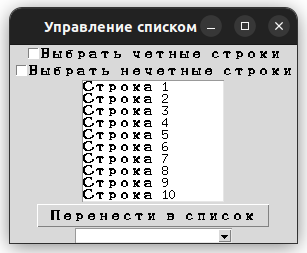 Управление списком
Выбрать четные строки
Выбрать нечетные строки
Строка 1
Строка 2
Строка 3
Строка 4
Строка 5
Строка 6
Строка 7
Строка 8
Строка 9
Строка 10
Перенести в список